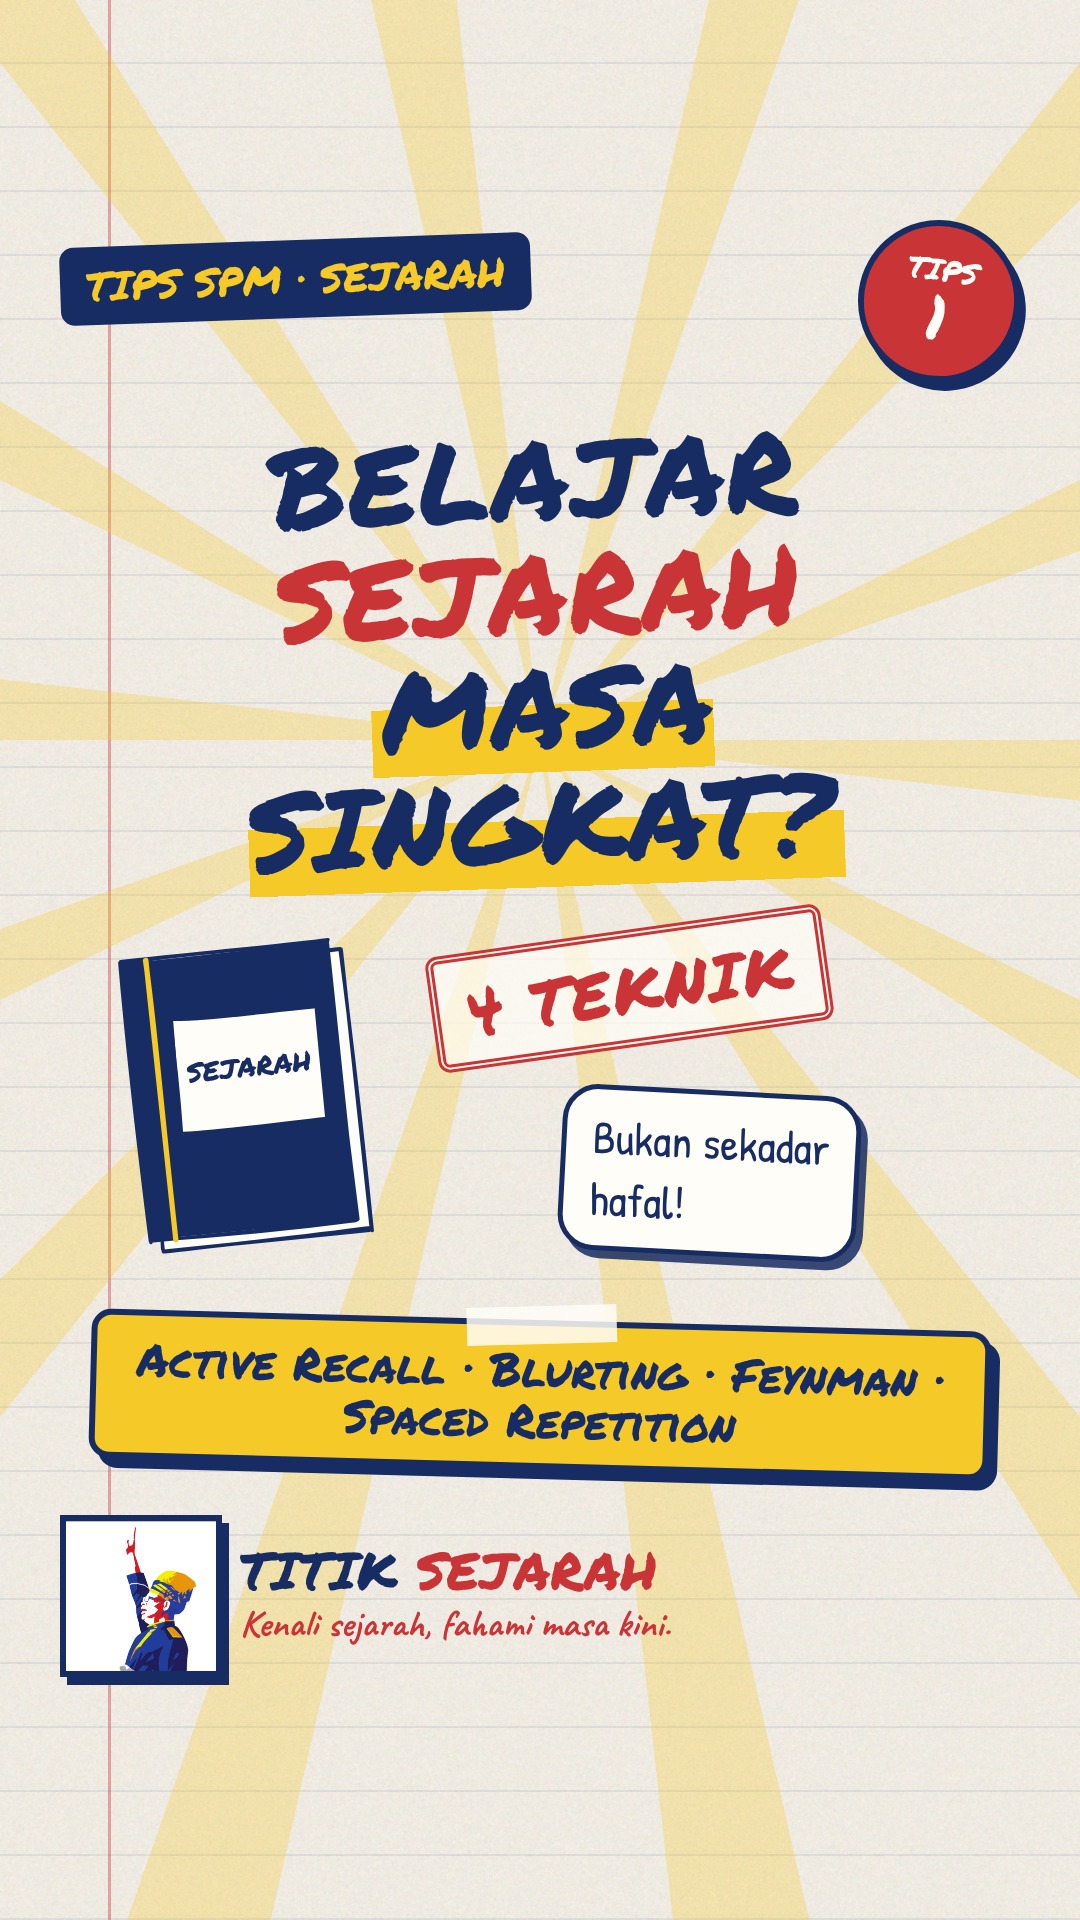 TIPS SPM · SEJARAH
TIPS
1
BELAJAR
SEJARAH
MASA
SINGKAT?
SEJARAH
4 TEKNIK
Bukan sekadar
hafal!
ACTIVE RECALL · BLURTING · FEYNMAN ·
SPACED REPETITION
TITIK SEJARAH
Kenali sejarah, fahami masa kini.